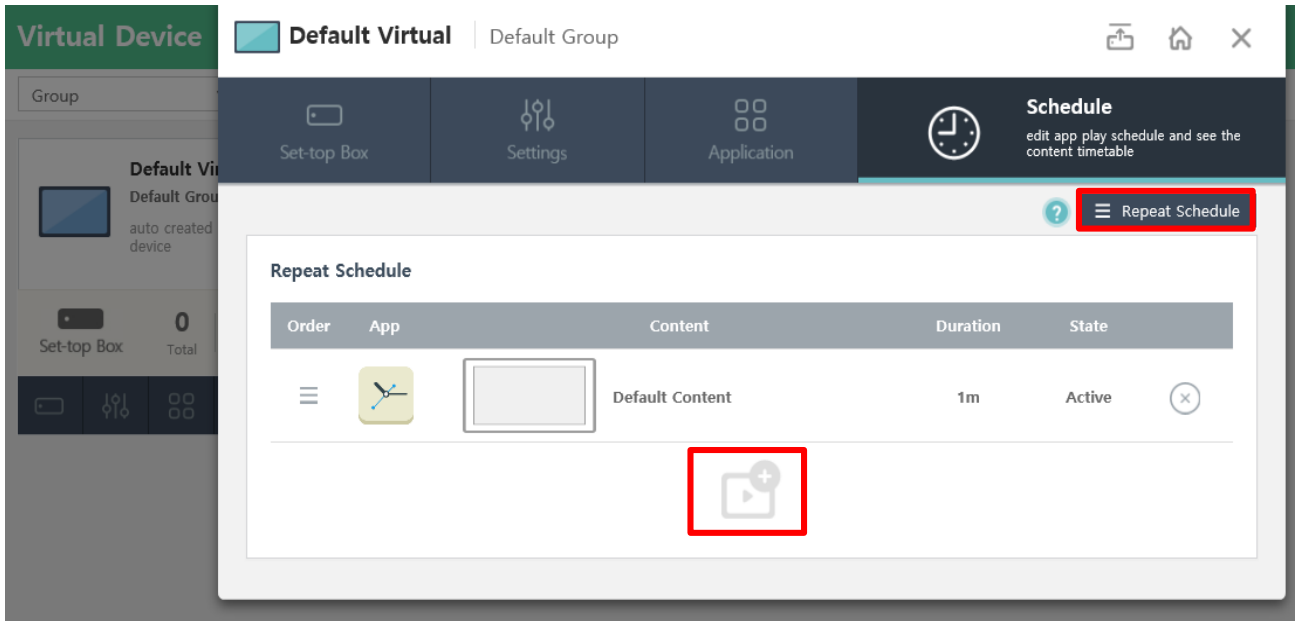 Virtual Device
Default Virtual
Default Group
Group
Set-top Box
Settings
Application
Schedule
edit app play schedule and see the
content timetable
Default Vi
Default Grou
auto created
device
? Repeat Schedule
Repeat Schedule
Order App Content Duration State
Default Content 1m Active
0
Set-top Box Total